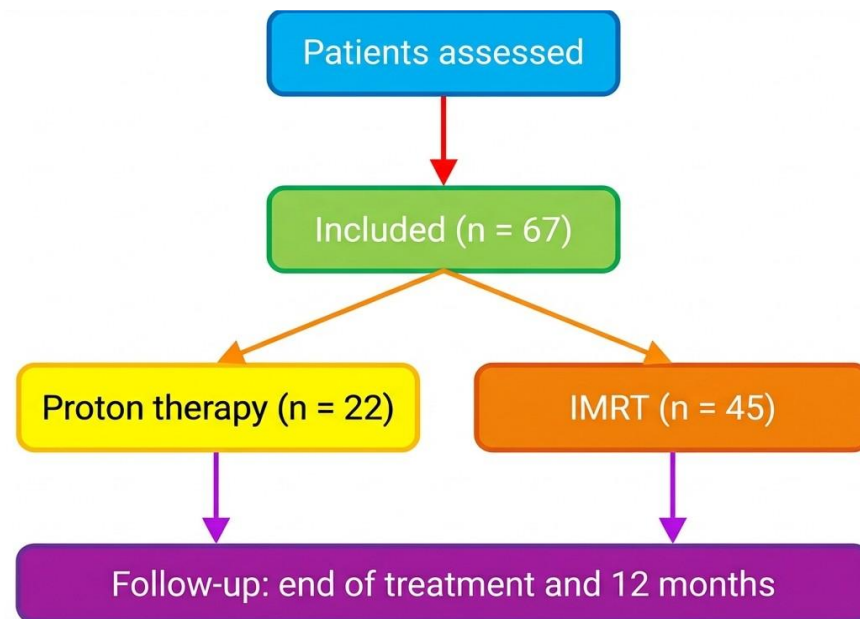 Patients assessed
Included (n = 67)
Proton therapy (n = 22)
IMRT (n = 45)
Follow-up: end of treatment and 12 months